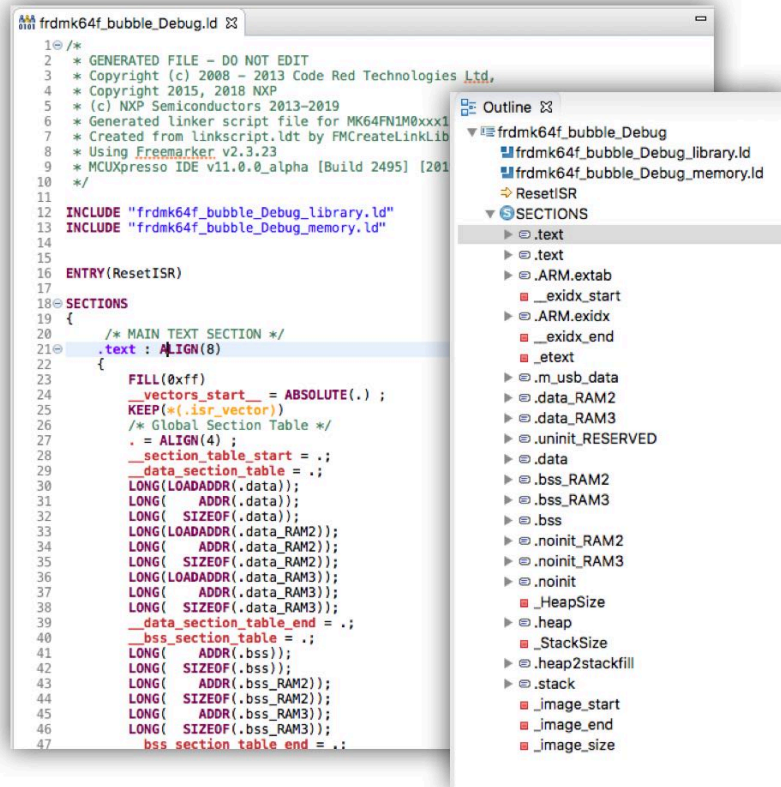 frdmk64f_bubble_Debug.ld
1 /*
2 * GENERATED FILE - DO NOT EDIT
3 * Copyright (c) 2008 - 2013 Code Red Technologies Ltd,
4 * Copyright 2015, 2018 NXP
5 * (c) NXP Semiconductors 2013-2019
6 * Generated linker script file for MK64FN1M0xxx1
7 * Created from linkscript.ldt by FMCreateLinkLib
8 * Using Freemarker v2.3.23
9 * MCUXpresso IDE v11.0.0_alpha [Build 2495] [201
10 */
11
12 INCLUDE "frdmk64f_bubble_Debug_library.ld"
13 INCLUDE "frdmk64f_bubble_Debug_memory.ld"
14
15
16 ENTRY(ResetISR)
17
18 SECTIONS
19 {
20 /* MAIN TEXT SECTION */
21 .text : ALIGN(8)
22 {
23 FILL(0xff)
24 __vectors_start__ = ABSOLUTE(.) ;
25 KEEP(*(.isr_vector))
26 /* Global Section Table */
27 . = ALIGN(4) ;
28 __section_table_start = .;
29 __data_section_table = .;
30 LONG(LOADADDR(.data));
31 LONG( ADDR(.data));
32 LONG( SIZEOF(.data));
33 LONG(LOADADDR(.data_RAM2));
34 LONG( ADDR(.data_RAM2));
35 LONG( SIZEOF(.data_RAM2));
36 LONG(LOADADDR(.data_RAM3));
37 LONG( ADDR(.data_RAM3));
38 LONG( SIZEOF(.data_RAM3));
39 __data_section_table_end = .;
40 __bss_section_table = .;
41 LONG( ADDR(.bss));
42 LONG( SIZEOF(.bss));
43 LONG( ADDR(.bss_RAM2));
44 LONG( SIZEOF(.bss_RAM2));
45 LONG( ADDR(.bss_RAM3));
46 LONG( SIZEOF(.bss_RAM3));
47 __bss_section_table_end = .;
Outline
frdmk64f_bubble_Debug
frdmk64f_bubble_Debug_library.ld
frdmk64f_bubble_Debug_memory.ld
ResetISR
SECTIONS
.text
.text
.ARM.extab
__exidx_start
.ARM.exidx
__exidx_end
_etext
.m_usb_data
.data_RAM2
.data_RAM3
.uninit_RESERVED
.data
.bss_RAM2
.bss_RAM3
.bss
.noinit_RAM2
.noinit_RAM3
.noinit
_HeapSize
.heap
_StackSize
.heap2stackfill
.stack
_image_start
_image_end
_image_size